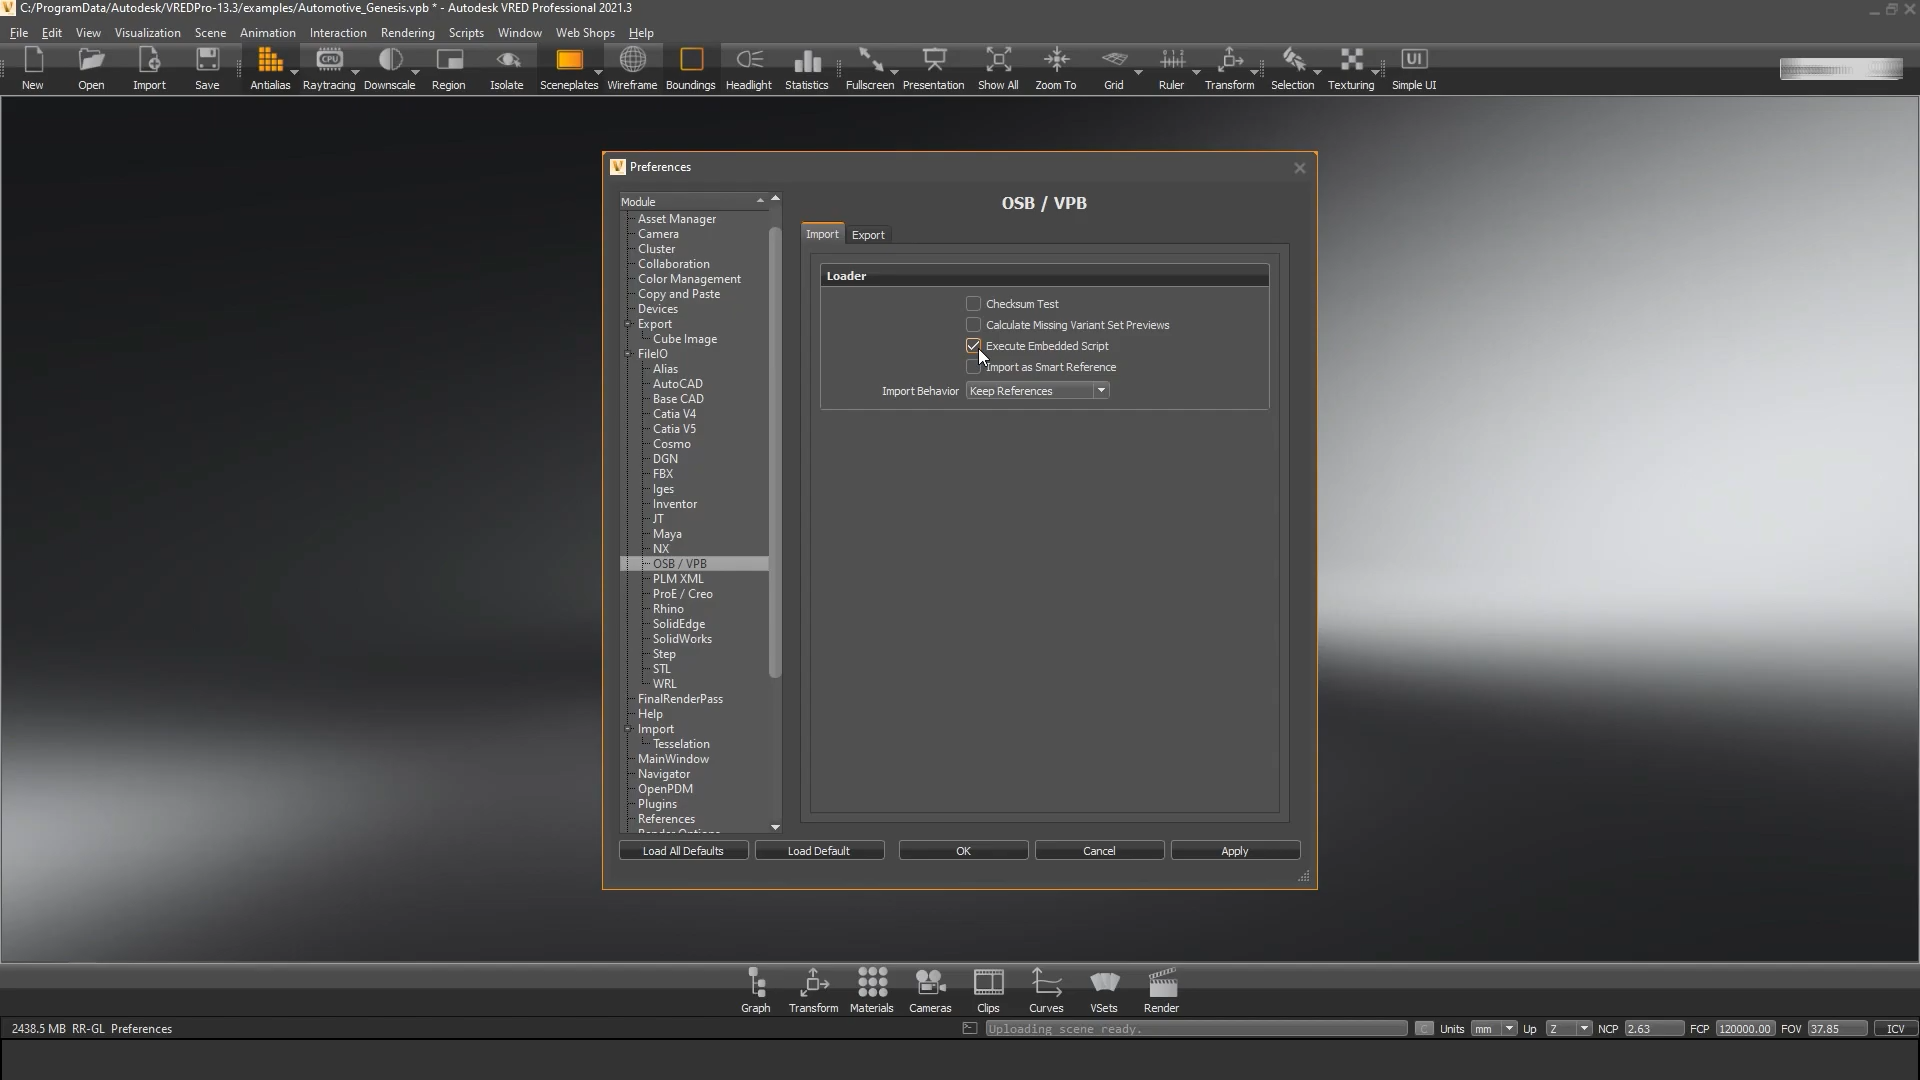 C:/ProgramData/Autodesk/VREDPro-13.3/examples/Automotive_Genesis.vpb * - Autodesk VRED Professional 2021.3
File Edit View Visualization Scene Animation Interaction Rendering Scripts Window Web Shops Help
New Open Import Save Antialias Raytracing Downscale Region Isolate Sceneplates Wireframe Boundings Headlight Statistics Fullscreen Presentation Show All Zoom To Grid Ruler Transform Selection Texturing Simple UI
CPU
UI
Preferences
Module
Asset Manager
Camera
Cluster
Collaboration
Color Management
Copy and Paste
Devices
Export
Cube Image
FileIO
Alias
AutoCAD
Base CAD
Catia V4
Catia V5
Cosmo
DGN
FBX
Iges
Inventor
JT
Maya
NX
OSB / VPB
PLM XML
ProE / Creo
Rhino
SolidEdge
SolidWorks
Step
STL
WRL
FinalRenderPass
Help
Import
Tesselation
MainWindow
Navigator
OpenPDM
Plugins
References
Render Options
OSB / VPB
Import Export
Loader
Checksum Test
Calculate Missing Variant Set Previews
Execute Embedded Script
Import as Smart Reference
Import Behavior Keep References
Load All Defaults Load Default OK Cancel Apply
Graph Transform Materials Cameras Clips Curves VSets Render
2438.5 MB RR-GL Preferences Uploading scene ready. C Units mm Up Z NCP 2.63 FCP 120000.00 FOV 37.85 ICV